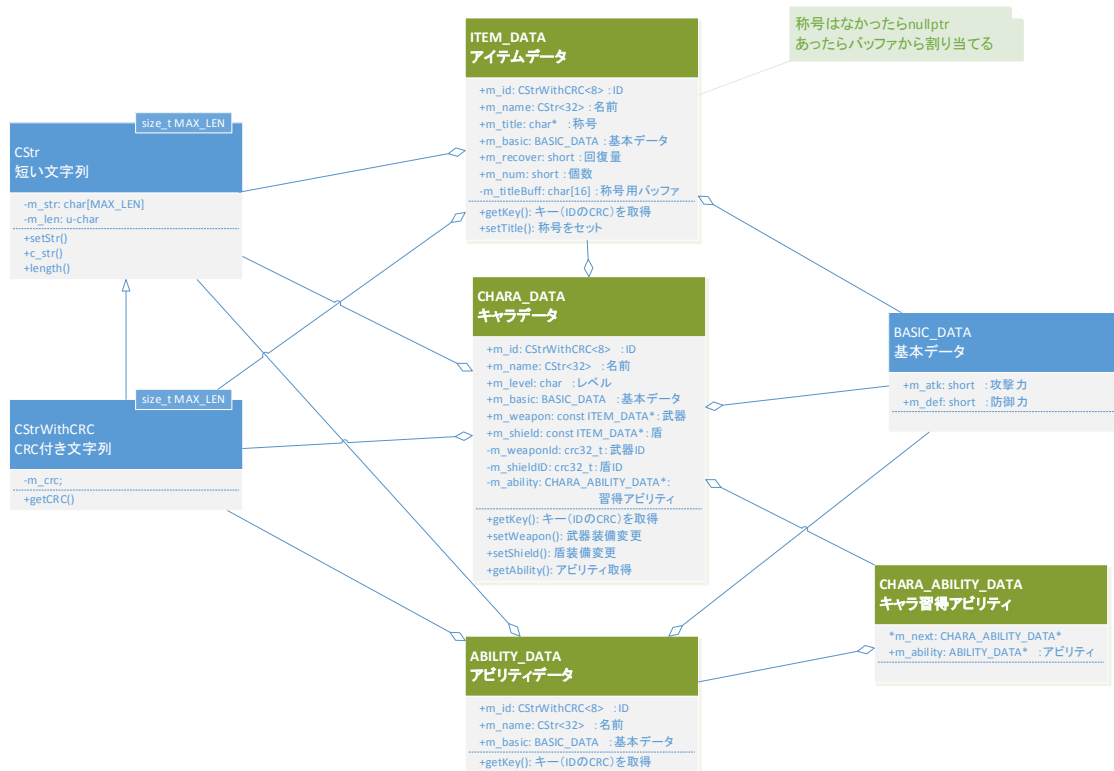 ITEM_DATA
アイテムデータ
+m_id: CStrWithCRC<8> : ID
+m_name: CStr<32> : 名前
+m_title: char* : 称号
+m_basic: BASIC_DATA : 基本データ
+m_recover: short : 回復量
+m_num: short : 個数
-m_titleBuff: char[16] : 称号用バッファ
+getKey(): キー(IDのCRC)を取得
+setTitle(): 称号をセット
称号はなかったらnullptr
あったらバッファから割り当てる
size_t MAX_LEN
CStr
短い文字列
-m_str: char[MAX_LEN]
-m_len: u-char
+setStr()
+c_str()
+length()
CHARA_DATA
キャラデータ
+m_id: CStrWithCRC<8> : ID
+m_name: CStr<32> : 名前
+m_level: char : レベル
+m_basic: BASIC_DATA : 基本データ
+m_weapon: const ITEM_DATA*: 武器
+m_shield: const ITEM_DATA*: 盾
-m_weaponId: crc32_t: 武器ID
-m_shieldID: crc32_t: 盾ID
-m_ability: CHARA_ABILITY_DATA*:
習得アビリティ
+getKey(): キー(IDのCRC)を取得
+setWeapon(): 武器装備変更
+setShield(): 盾装備変更
+getAbility(): アビリティ取得
BASIC_DATA
基本データ
+m_atk: short : 攻撃力
+m_def: short : 防御力
size_t MAX_LEN
CStrWithCRC
CRC付き文字列
-m_crc;
+getCRC()
CHARA_ABILITY_DATA
キャラ習得アビリティ
*m_next: CHARA_ABILITY_DATA*
+m_ability: ABILITY_DATA* : アビリティ
ABILITY_DATA
アビリティデータ
+m_id: CStrWithCRC<8> : ID
+m_name: CStr<32> : 名前
+m_basic: BASIC_DATA : 基本データ
+getKey(): キー(IDのCRC)を取得